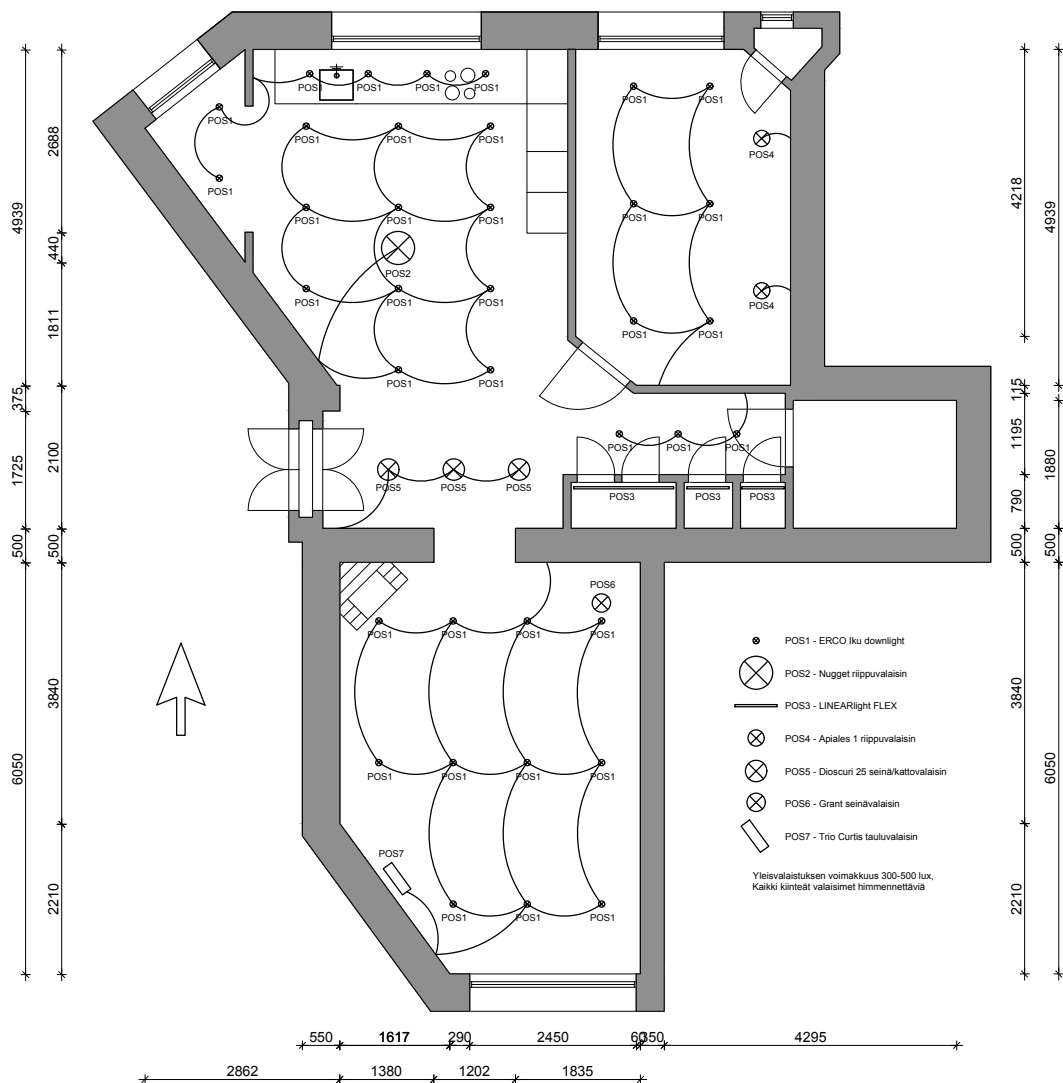 POS1 POS1 POS1 POS1
POS1
POS1 POS1
POS1 POS1 POS1
POS4
POS1
POS1 POS1 POS1
POS1 POS1
POS2
POS4
POS1 POS1 POS1
POS1 POS1
POS1 POS1
POS1 POS1 POS1
POS5 POS5 POS5
POS3 POS3 POS3
POS6
POS1 POS1 POS1 POS1
POS1 POS1 POS1 POS1
POS7
POS1 POS1 POS1
POS1 - ERCO Iku downlight
POS2 - Nugget riippuvalaisin
POS3 - LINEARlight FLEX
POS4 - Apiales 1 riippuvalaisin
POS5 - Dioscuri 25 seinä/kattovalaisin
POS6 - Grant seinävalaisin
POS7 - Trio Curtis tauluvalaisin
Yleisvalaistuksen voimakkuus 300-500 lux,
Kaikki kiinteät valaisimet himmennettäviä
4939
375
1725
500
6050
2688
440
1811
2100
500
3840
2210
4218
115
1195
790
500
3840
2210
4939
1880
500
6050
550 1617 290 2450 60 350 4295
2862 1380 1202 1835